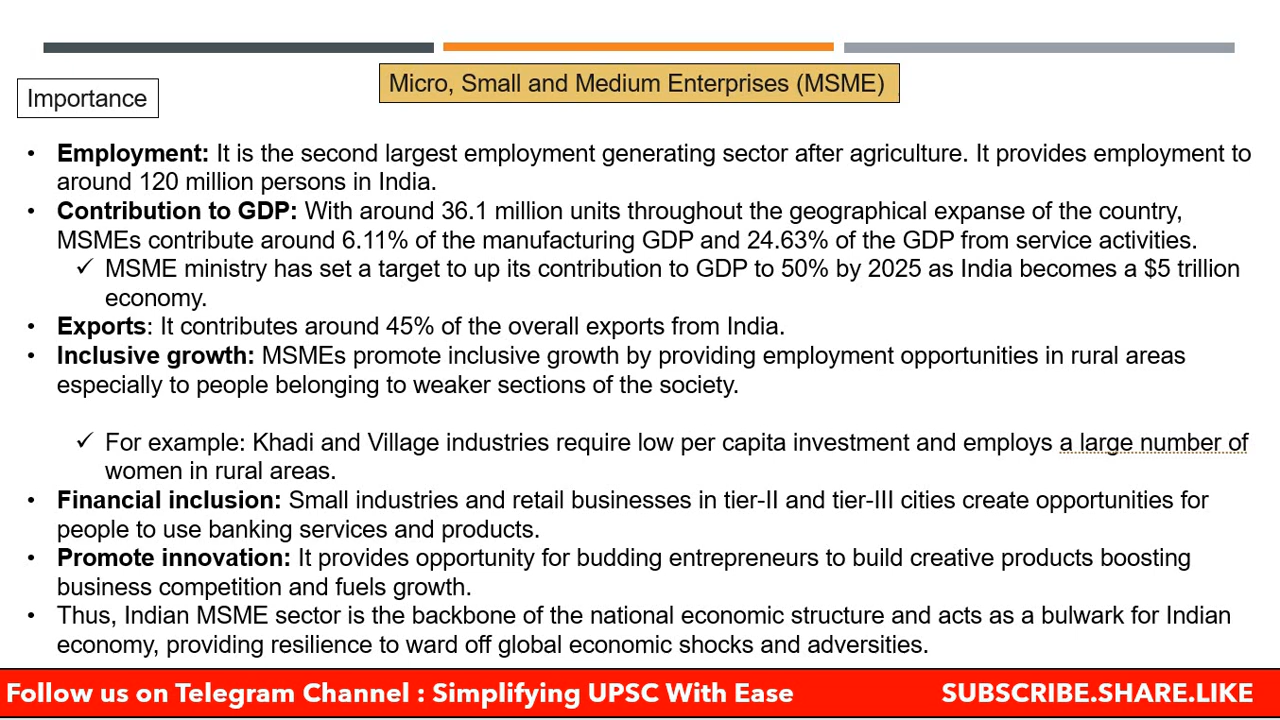 Micro, Small and Medium Enterprises (MSME)
Importance
• Employment: It is the second largest employment generating sector after agriculture. It provides employment to
around 120 million persons in India.
• Contribution to GDP: With around 36.1 million units throughout the geographical expanse of the country,
MSMEs contribute around 6.11% of the manufacturing GDP and 24.63% of the GDP from service activities.
✓ MSME ministry has set a target to up its contribution to GDP to 50% by 2025 as India becomes a $5 trillion
economy.
• Exports: It contributes around 45% of the overall exports from India.
• Inclusive growth: MSMEs promote inclusive growth by providing employment opportunities in rural areas
especially to people belonging to weaker sections of the society.
✓ For example: Khadi and Village industries require low per capita investment and employs a large number of
women in rural areas.
• Financial inclusion: Small industries and retail businesses in tier-II and tier-III cities create opportunities for
people to use banking services and products.
• Promote innovation: It provides opportunity for budding entrepreneurs to build creative products boosting
business competition and fuels growth.
• Thus, Indian MSME sector is the backbone of the national economic structure and acts as a bulwark for Indian
economy, providing resilience to ward off global economic shocks and adversities.
Follow us on Telegram Channel : Simplifying UPSC With Ease SUBSCRIBE.SHARE.LIKE